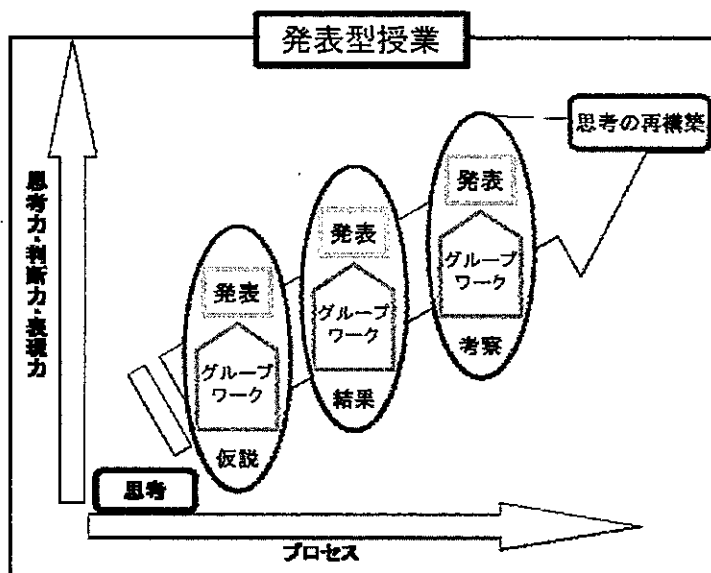 発表型授業
思考の再構築
思考力・判断力・表現力
発表
グループ
ワーク
仮説
発表
グループ
ワーク
結果
発表
グループ
ワーク
考察
思考
プロセス